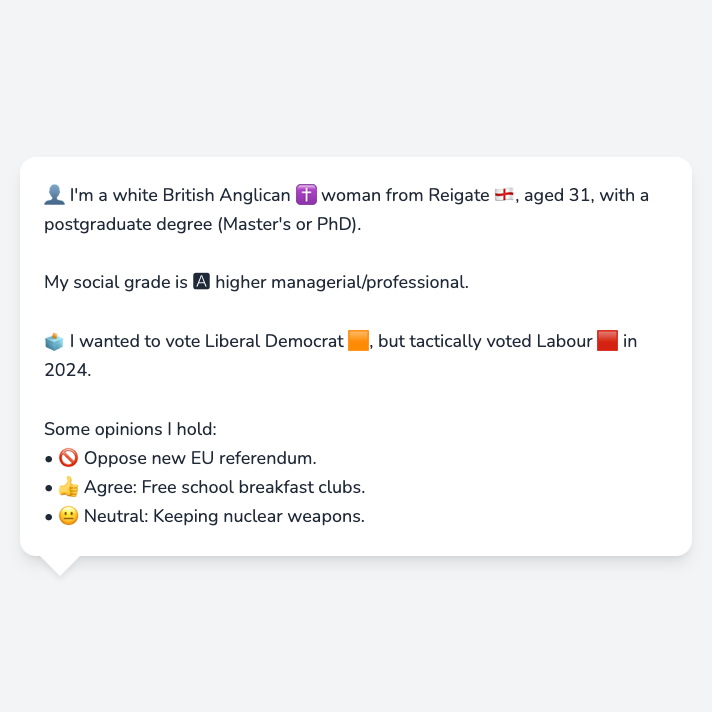 👤 I'm a white British Anglican ✝️ woman from Reigate 🏴󠁧󠁢󠁥󠁮󠁧󠁿, aged 31, with a
postgraduate degree (Master's or PhD).
My social grade is 🅰 higher managerial/professional.
🗳️ I wanted to vote Liberal Democrat 🟧, but tactically voted Labour 🟥 in
2024.
Some opinions I hold:
• 🚫 Oppose new EU referendum.
• 👍 Agree: Free school breakfast clubs.
• 😐 Neutral: Keeping nuclear weapons.